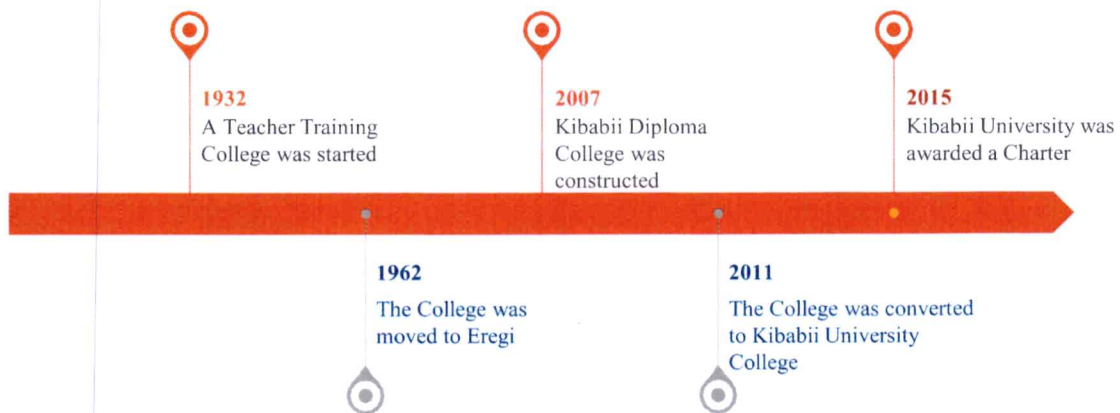 1932
A Teacher Training
College was started
2007
Kibabii Diploma
College was
constructed
2015
Kibabii University was
awarded a Charter
1962
The College was
moved to Eregi
2011
The College was converted
to Kibabii University
College